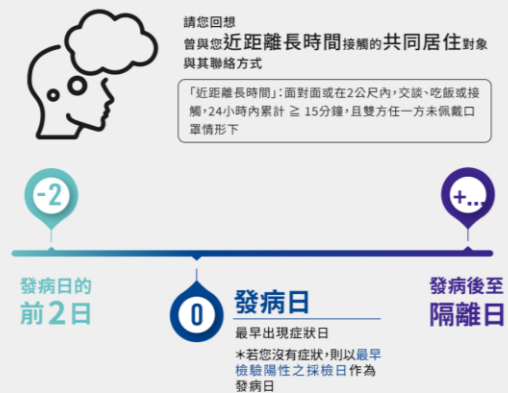 請您回想
曾與您近距離長時間接觸的共同居住對象
與其聯絡方式
「近距離長時間」：面對面或在2公尺內，交談、吃飯或接
觸，24小時內累計 ≧ 15分鐘，且雙方任一方未佩戴口
罩情形下
-2
+...
發病日的
前2日
0
發病日
最早出現症狀日
＊若您沒有症狀，則以最早
檢驗陽性之採檢日作為
發病日
發病後至
隔離日